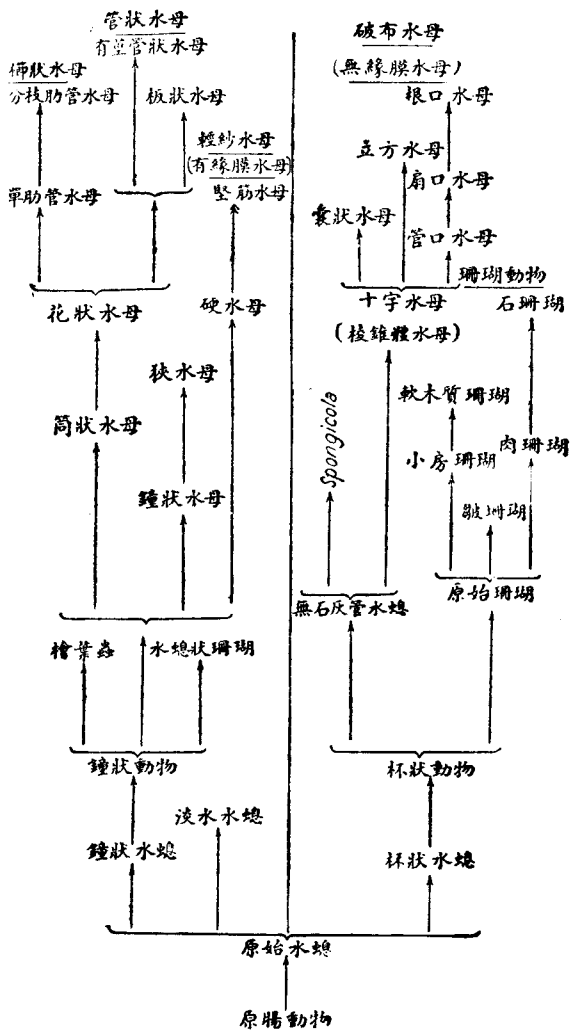 管狀水母
有莖管狀水母
櫛狀水母
分枝肋管水母
板狀水母
輕紗水母
(有緣膜水母)
單肋管水母
堅筋水母
花狀水母
硬水母
狹水母
筒狀水母
鐘狀水母
檜葉蟲
水螅狀珊瑚
鐘狀動物
淡水水螅
鐘狀水螅
破布水母
(無緣膜水母)
根口水母
立方水母
扇口水母
囊狀水母
管口水母
珊瑚動物
十字水母
石珊瑚
(棱錐體水母)
軟木質珊瑚
Spongicola
小房珊瑚
肉珊瑚
皺珊瑚
無石灰管水螅
原始珊瑚
杯狀動物
杯狀水螅
原始水螅
原腸動物